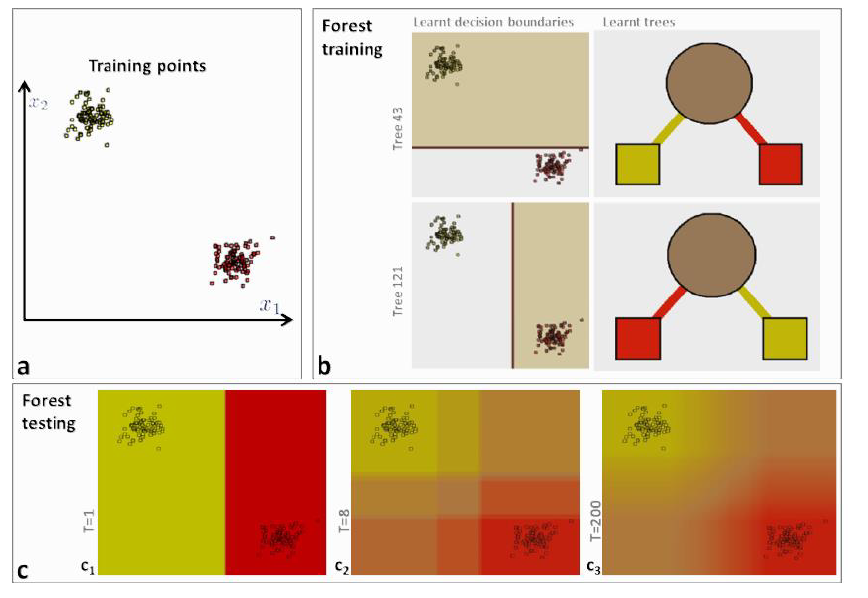 Training points
x₂
x₁
a
Forest
training
Learnt decision boundaries
Learnt trees
Tree 43
Tree 121
b
Forest
testing
T=1
c₁
T=8
c₂
T=200
c₃
c